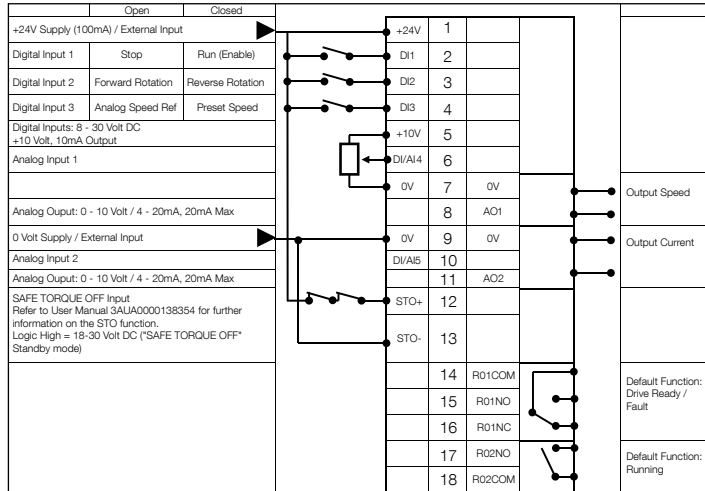 Open Closed
+24V Supply (100mA) / External Input +24V 1
Digital Input 1 Stop Run (Enable) DI1 2
Digital Input 2 Forward Rotation Reverse Rotation DI2 3
Digital Input 3 Analog Speed Ref Preset Speed DI3 4
Digital Inputs: 8 - 30 Volt DC
+10 Volt, 10mA Output +10V 5
Analog Input 1 DI/AI4 6
0V 7 0V Output Speed
Analog Ouput: 0 - 10 Volt / 4 - 20mA, 20mA Max 8 AO1
0 Volt Supply / External Input 0V 9 0V Output Current
Analog Input 2 DI/AI5 10
Analog Ouput: 0 - 10 Volt / 4 - 20mA, 20mA Max 11 AO2
SAFE TORQUE OFF Input STO+ 12
Refer to User Manual 3AUA0000138354 for further
information on the STO function.
Logic High = 18-30 Volt DC ("SAFE TORQUE OFF" STO- 13
Standby mode)
14 R01COM Default Function:
15 R01NO Drive Ready /
Fault
16 R01NC
17 R02NO Default Function:
Running
18 R02COM